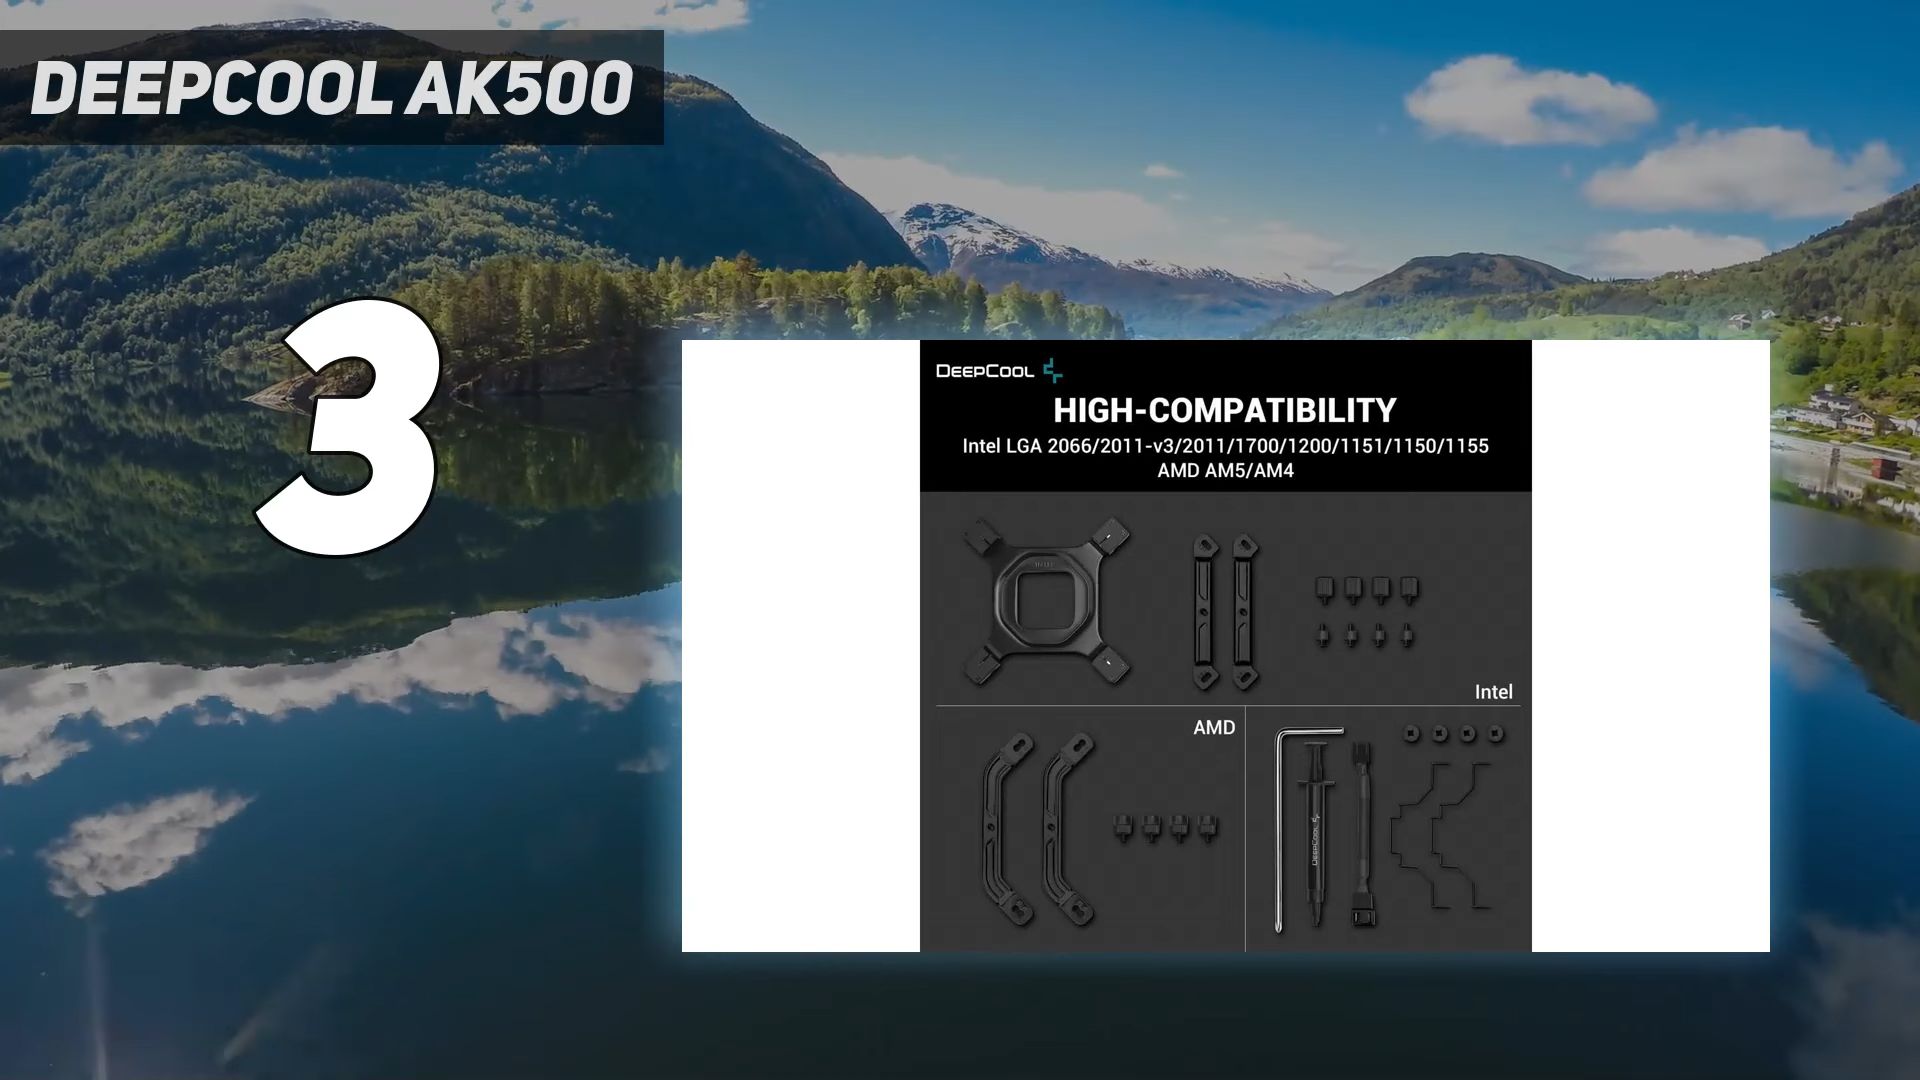 DEEPCOOL AK500
3
DEEPCOOL
HIGH-COMPATIBILITY
Intel LGA 2066/2011-v3/2011/1700/1200/1151/1150/1155
AMD AM5/AM4
Intel
AMD
DEEPCOOL